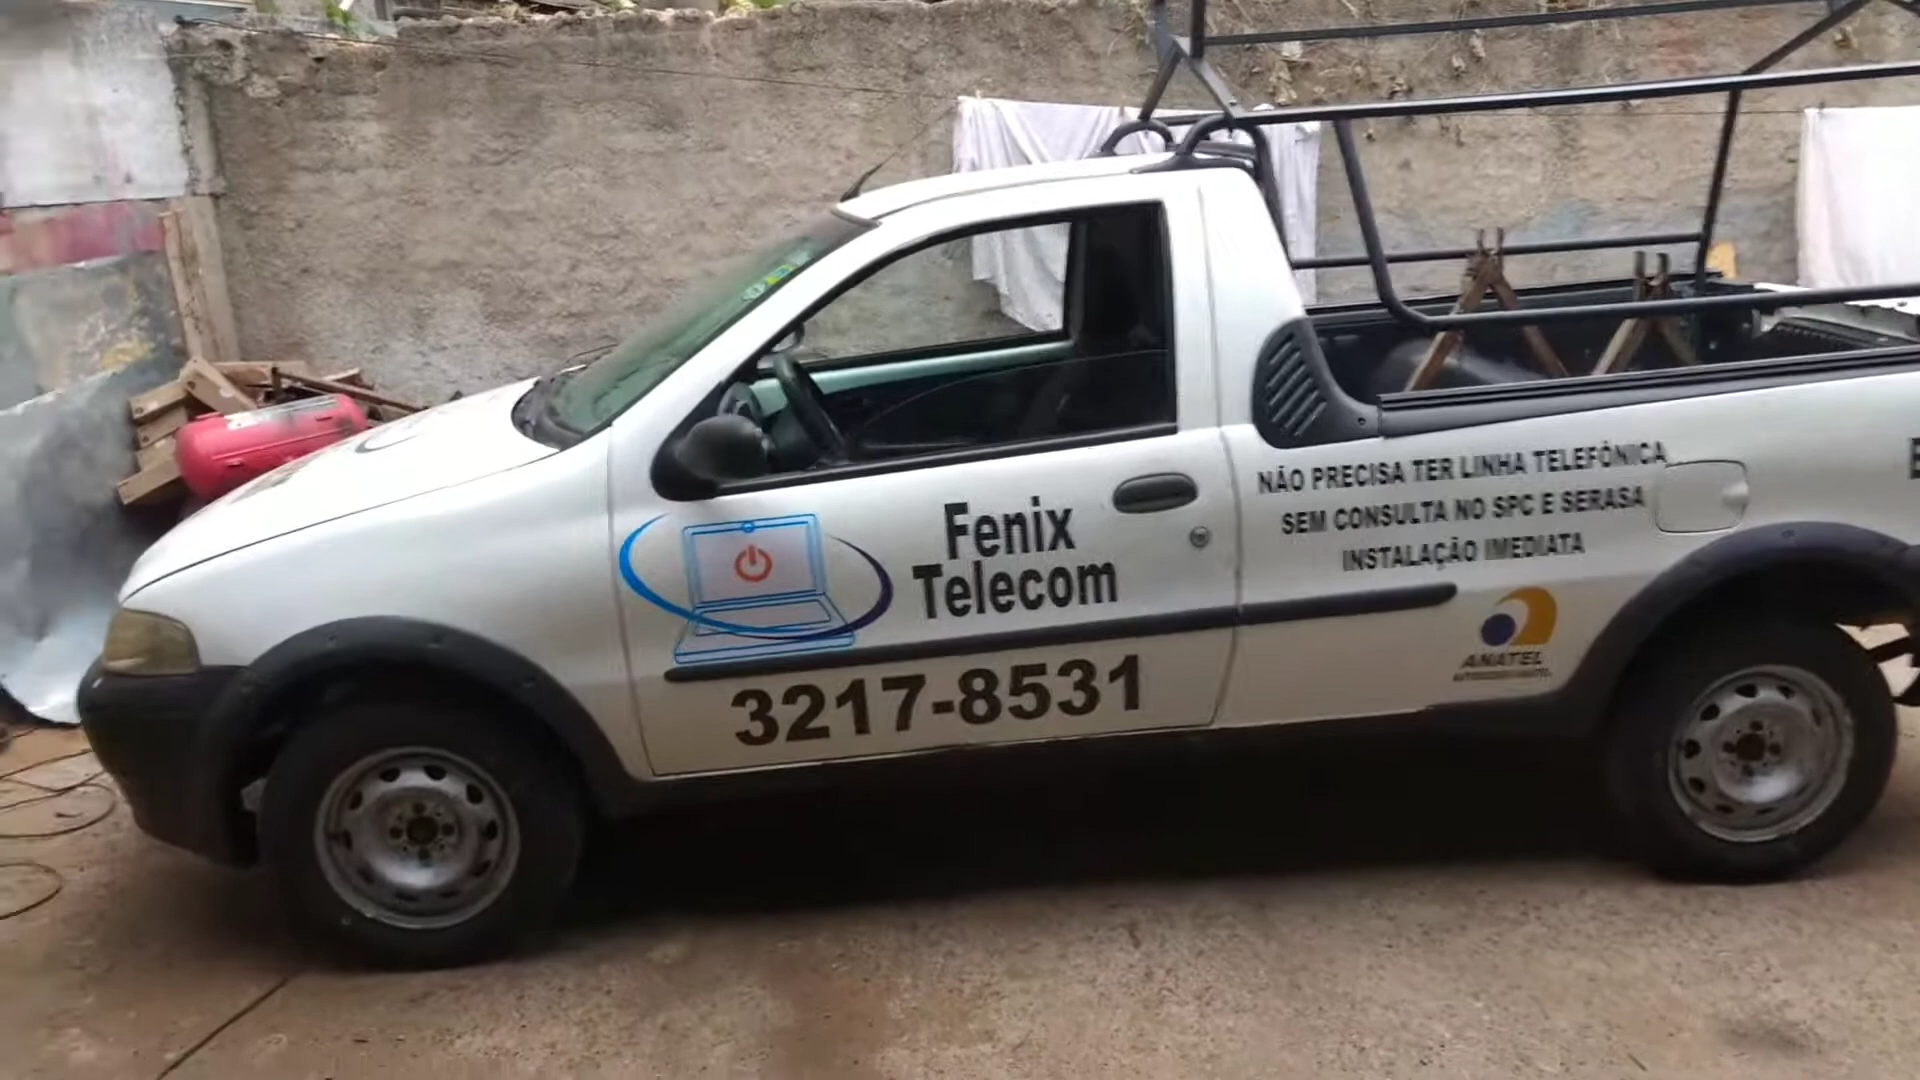 Fenix
Telecom
3217-8531
NÃO PRECISA TER LINHA TELEFÔNICA
SEM CONSULTA NO SPC E SERASA
INSTALAÇÃO IMEDIATA
ANATEL